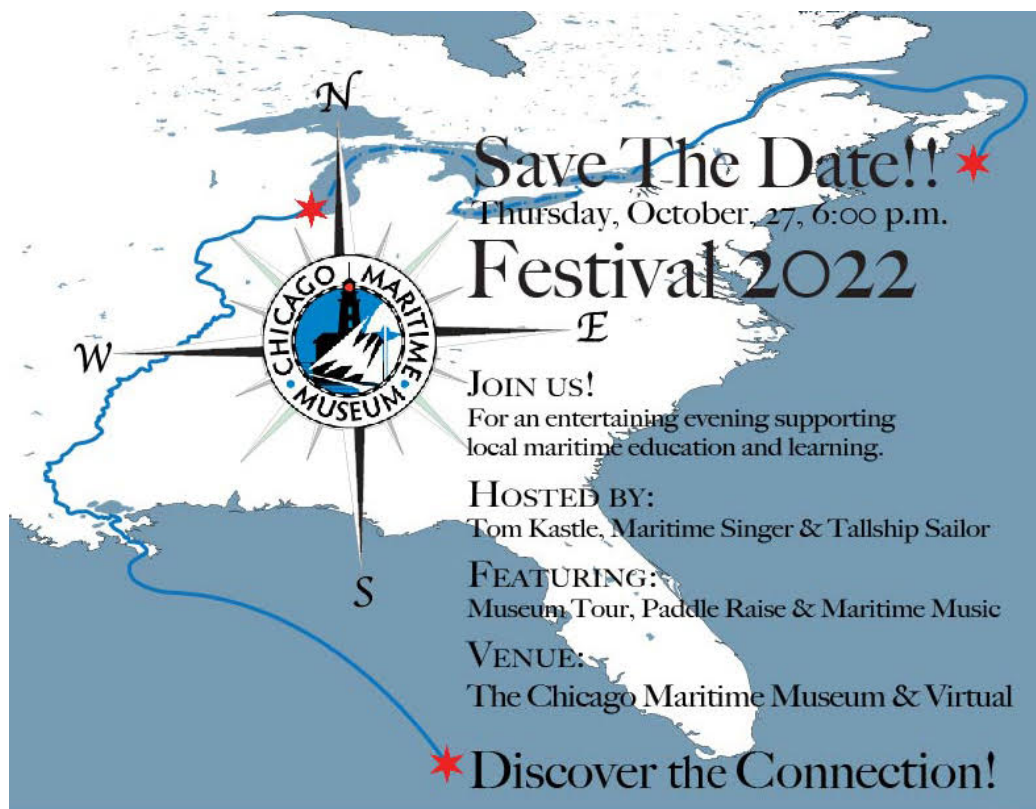 N
Save The Date!!
Thursday, October, 27, 6:00 p.m.
Festival 2022
W
E
CHICAGO MARITIME
MUSEUM
S
JOIN US!
For an entertaining evening supporting
local maritime education and learning.
HOSTED BY:
Tom Kastle, Maritime Singer & Tallship Sailor
FEATURING:
Museum Tour, Paddle Raise & Maritime Music
VENUE:
The Chicago Maritime Museum & Virtual
Discover the Connection!